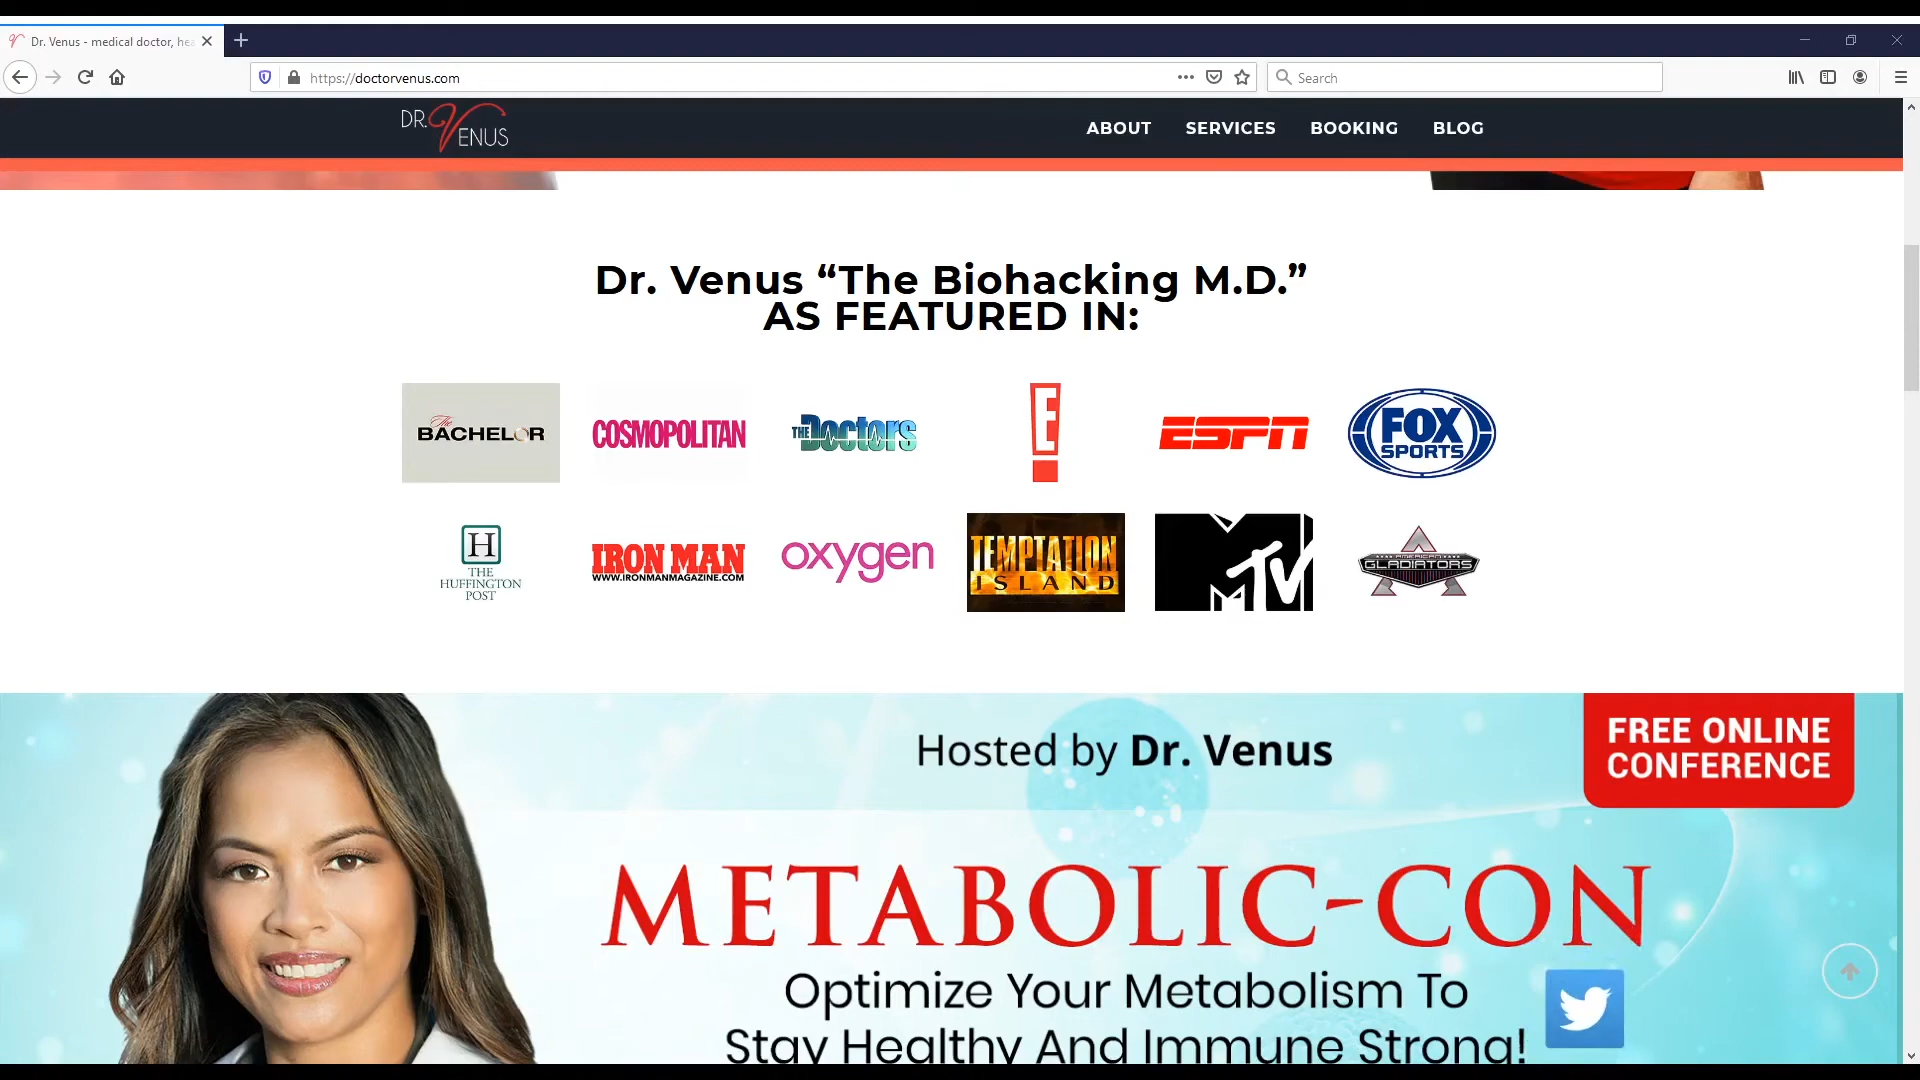 Dr. Venus - medical doctor, hea
https://doctorvenus.com
Search
DR. VENUS
ABOUT SERVICES BOOKING BLOG
Dr. Venus “The Biohacking M.D.”
AS FEATURED IN:
The BACHELOR
COSMOPOLITAN
THE Doctors
E!
ESPN
FOX SPORTS
H
THE
HUFFINGTON
POST
IRON MAN
WWW.IRONMANMAGAZINE.COM
oxygen
TEMPTATION
ISLAND
MTV
AMERICAN
GLADIATORS
Hosted by Dr. Venus
FREE ONLINE
CONFERENCE
METABOLIC-CON
Optimize Your Metabolism To
Stay Healthy And Immune Strong!